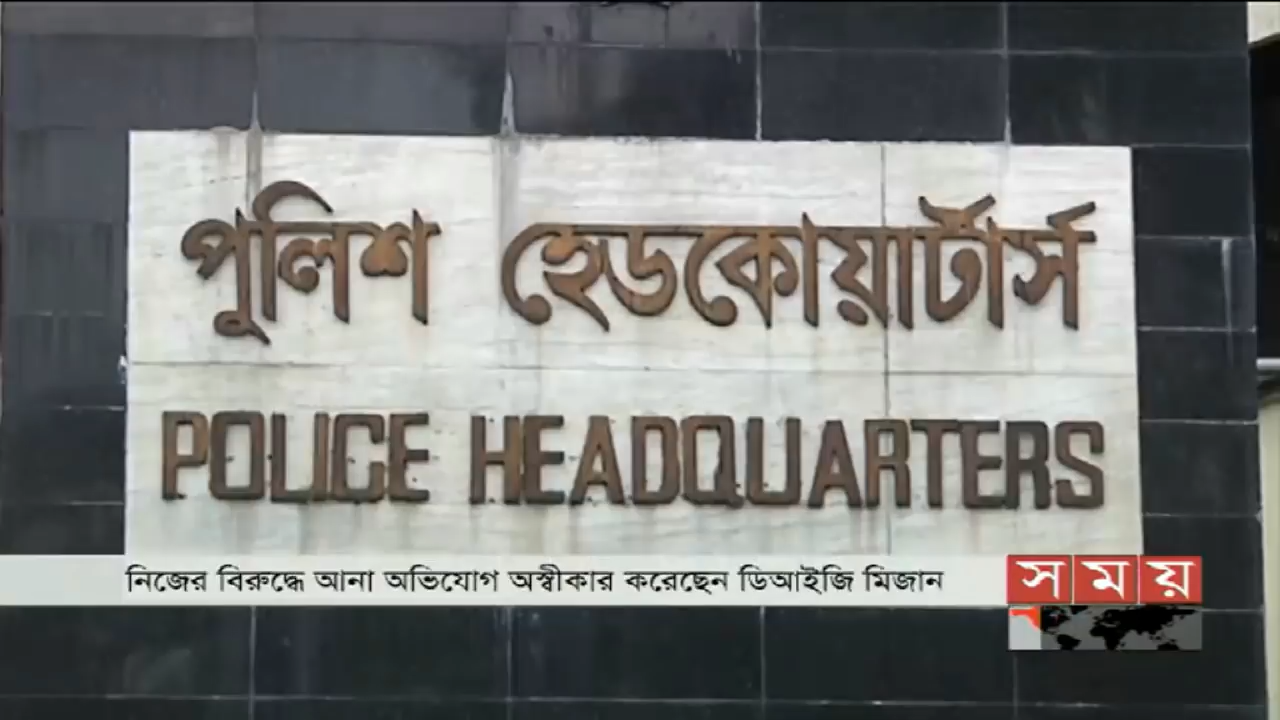 পুলিশ হেডকোয়ার্টার্স
POLICE HEADQUARTERS
নিজের বিরুদ্ধে আনা অভিযোগ অস্বীকার করেছেন ডিআইজি মিজান
সময়